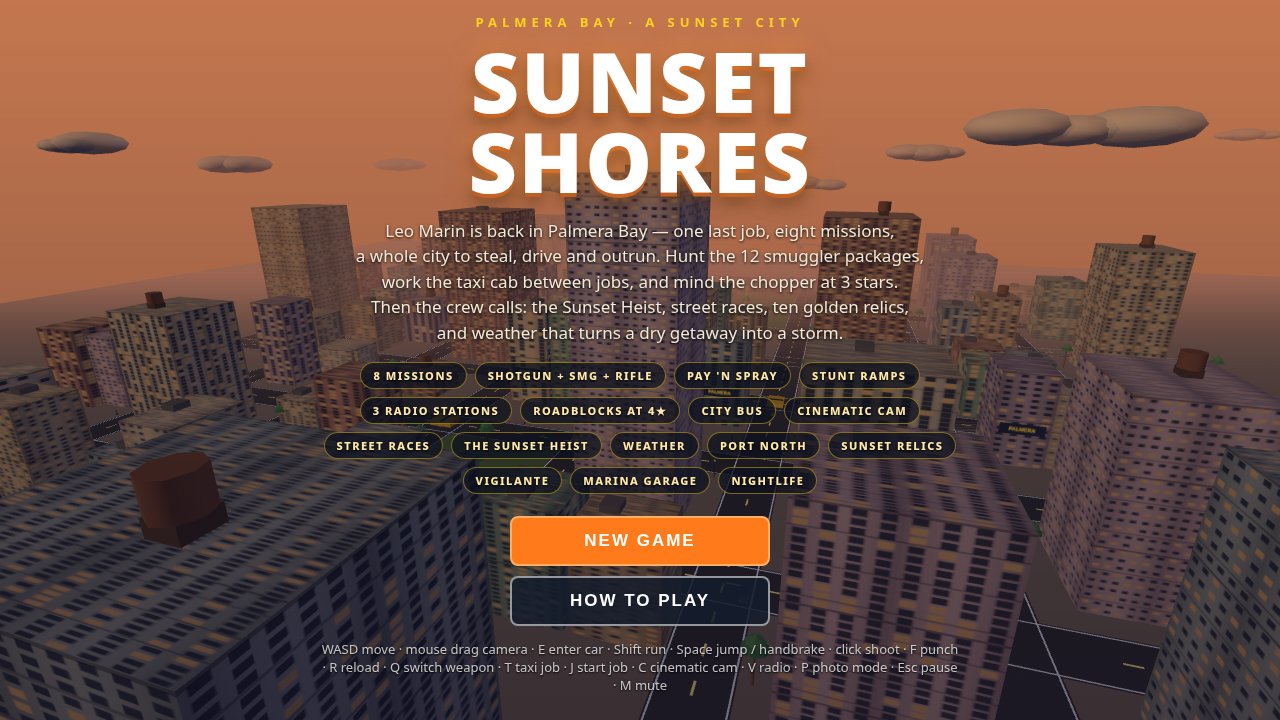 PALMERA BAY · A SUNSET CITY
SUNSET
SHORES
Leo Marin is back in Palmera Bay — one last job, eight missions,
a whole city to steal, drive and outrun. Hunt the 12 smuggler packages,
work the taxi cab between jobs, and mind the chopper at 3 stars.
Then the crew calls: the Sunset Heist, street races, ten golden relics,
and weather that turns a dry getaway into a storm.
8 MISSIONS SHOTGUN + SMG + RIFLE PAY 'N SPRAY STUNT RAMPS
3 RADIO STATIONS ROADBLOCKS AT 4★ CITY BUS CINEMATIC CAM
PALMERA
STREET RACES THE SUNSET HEIST WEATHER PORT NORTH SUNSET RELICS
VIGILANTE MARINA GARAGE NIGHTLIFE
NEW GAME
HOW TO PLAY
WASD move · mouse drag camera · E enter car · Shift run · Space jump / handbrake · click shoot · F punch
· R reload · Q switch weapon · T taxi job · J start job · C cinematic cam · V radio · P photo mode · Esc pause
· M mute